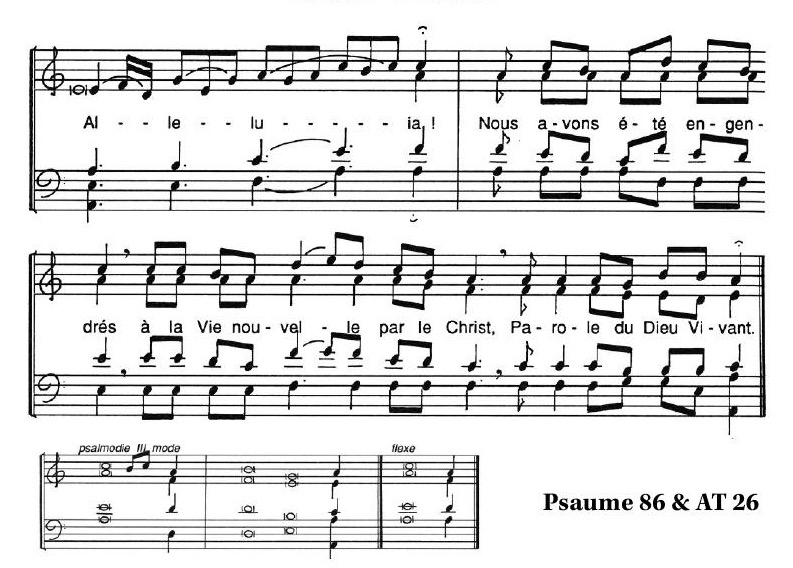 Al - - le - - - lu - - - - - ia ! Nous a - vons é - té en - gen -
drés à la Vie nou - vel - le par le Christ, Pa - ro - le du Dieu Vi - vant.
psalmodie III mode flexe
Psaume 86 & AT 26